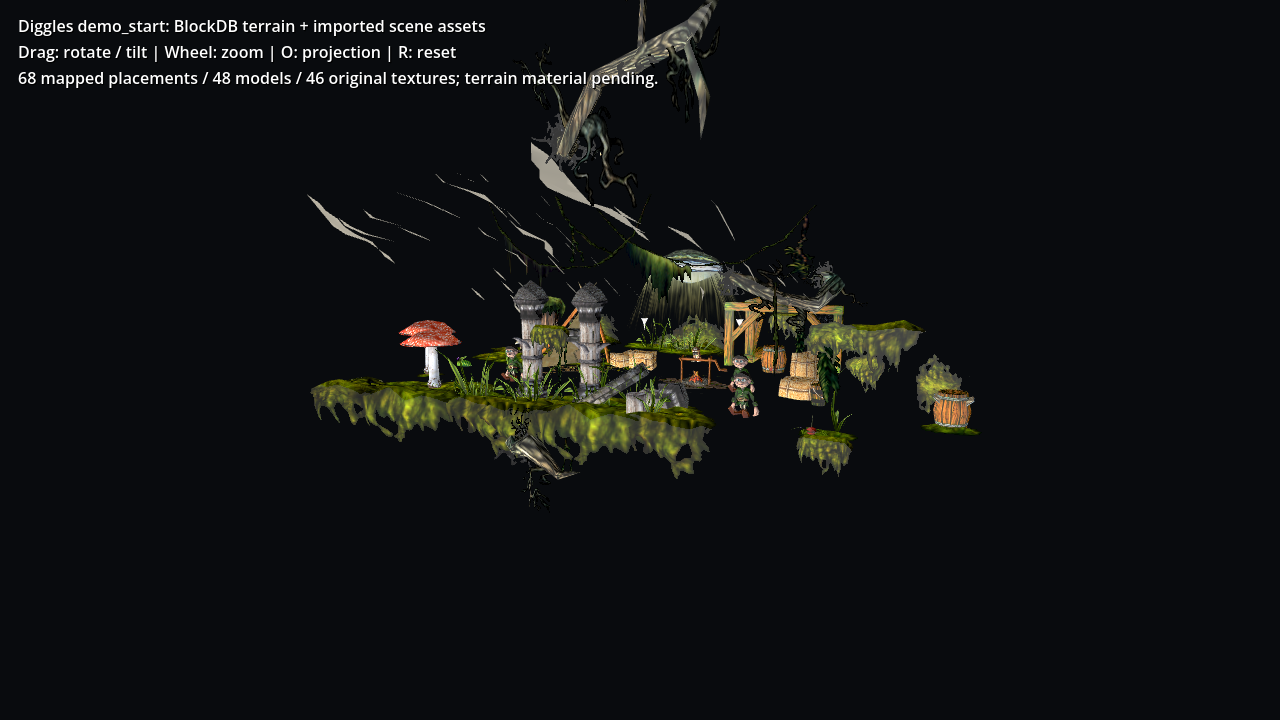 Diggles demo_start: BlockDB terrain + imported scene assets
Drag: rotate / tilt | Wheel: zoom | O: projection | R: reset
68 mapped placements / 48 models / 46 original textures; terrain material pending.